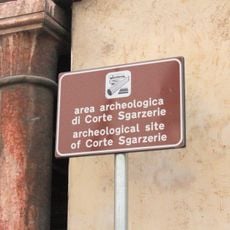 area archeologica
di Corte Sgarzerie
archeological site
of Corte Sgarzerie